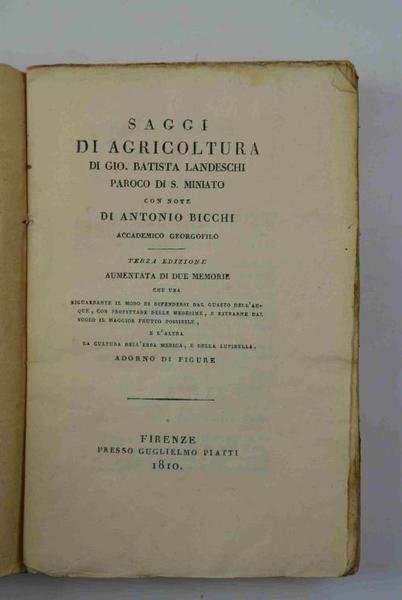 SAGGI
DI AGRICOLTURA
DI GIO. BATISTA LANDESCHI
PAROCO DI S. MINIATO
CON NOTE
DI ANTONIO BICCHI
ACCADEMICO GEORGOFILO
TERZA EDIZIONE
AUMENTATA DI DUE MEMORIE
CHE UNA
RIGUARDANTE IL MODO DI DIFENDERSI DAL GUASTO DELL'AC-
QUE, CON PROFITTARE DELLE MEDESIME, E RITRARNE DAL
SUOLO IL MAGGIOR FRUTTO POSSIBILE,
E L'ALTRA
LA CULTURA DELL'ERBA MEDICA, E DELLA LUPINELLA,
ADORNO DI FIGURE
FIRENZE
PRESSO GUGLIELMO PIATTI
1810.